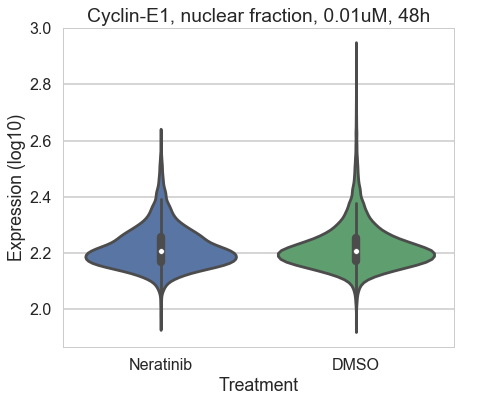 Cyclin-E1, nuclear fraction, 0.01uM, 48h
3.0
2.8
2.6
2.4
2.2
2.0
Expression (log10)
Neratinib DMSO
Treatment